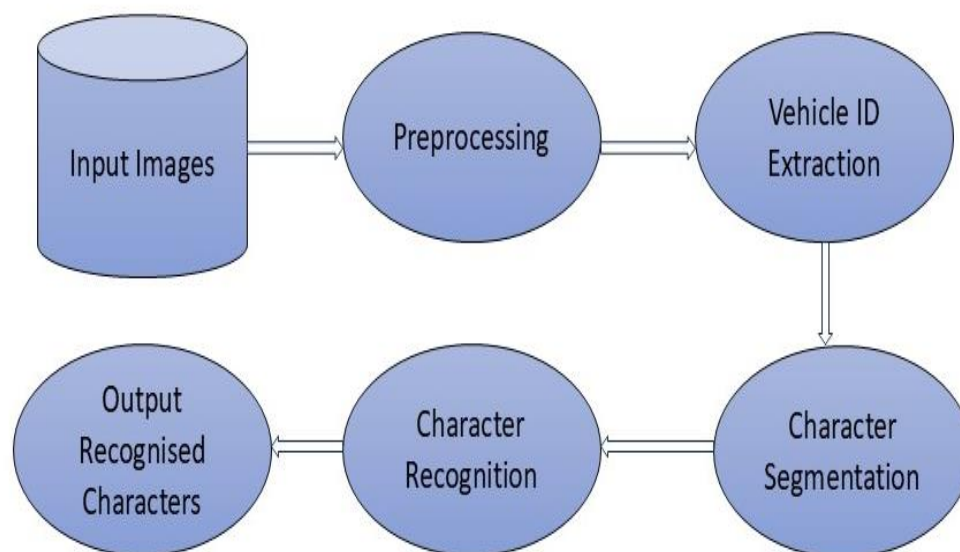 Input Images
Preprocessing
Vehicle ID
Extraction
Character
Segmentation
Character
Recognition
Output
Recognised
Characters